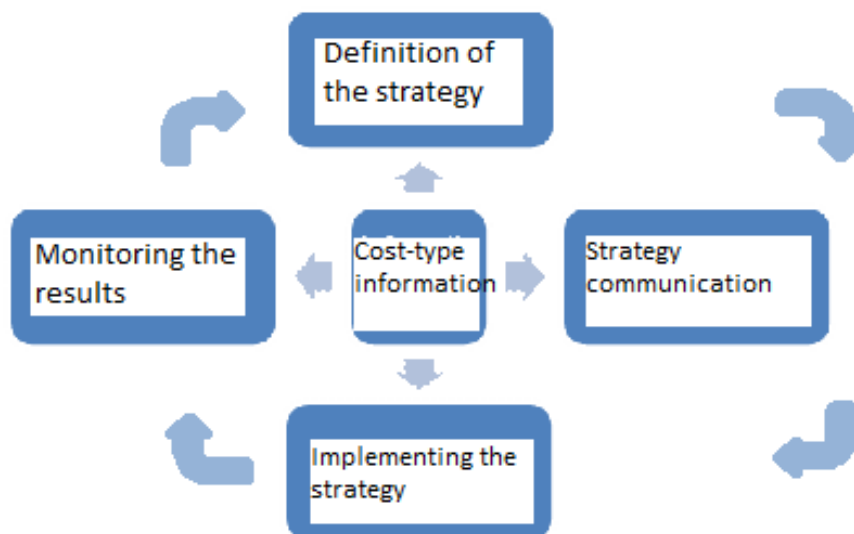 Definition of
the strategy
Monitoring the
results
Cost-type
information
Strategy
communication
Implementing the
strategy